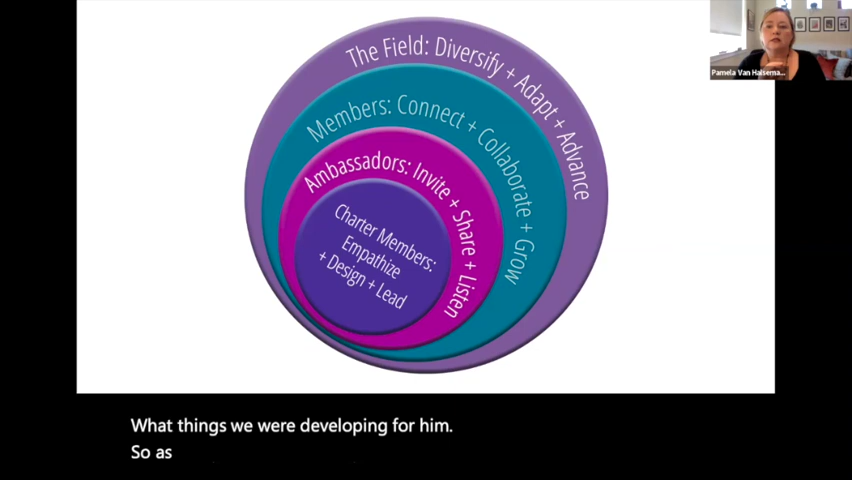 The Field: Diversify + Adapt + Advance
Members: Connect + Collaborate + Grow
Ambassadors: Invite + Share + Listen
Charter Members:
Empathize
+ Design + Lead
Pamela Van Halsema...
What things we were developing for him.
So as